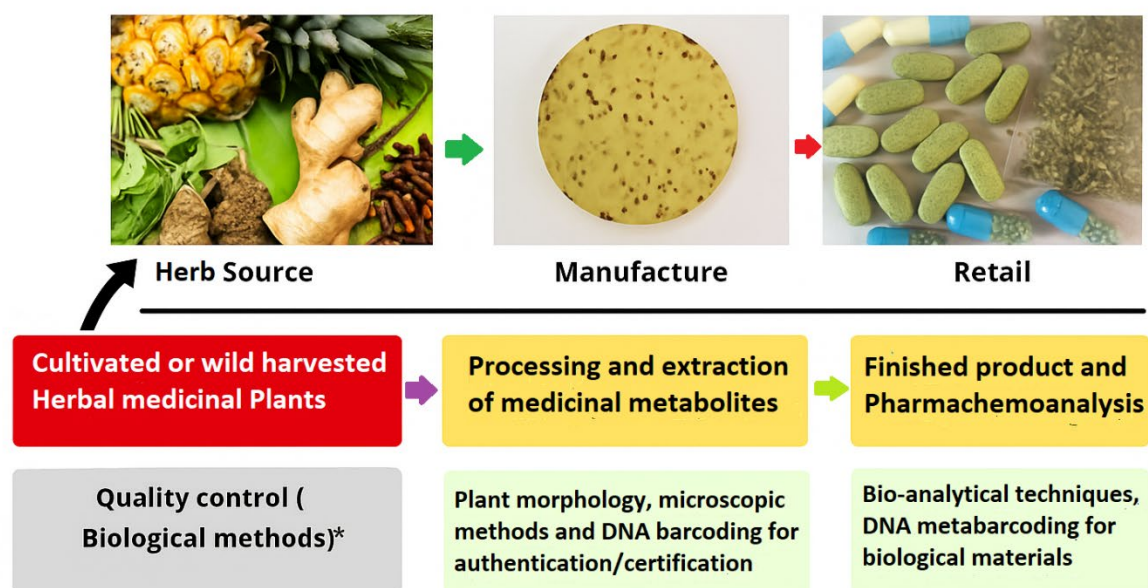 Herb Source
Manufacture
Retail
Cultivated or wild harvested
Herbal medicinal Plants
Processing and extraction
of medicinal metabolites
Finished product and
Pharmachemoanalysis
Quality control (
Biological methods)*
Plant morphology, microscopic
methods and DNA barcoding for
authentication/certification
Bio-analytical techniques,
DNA metabarcoding for
biological materials